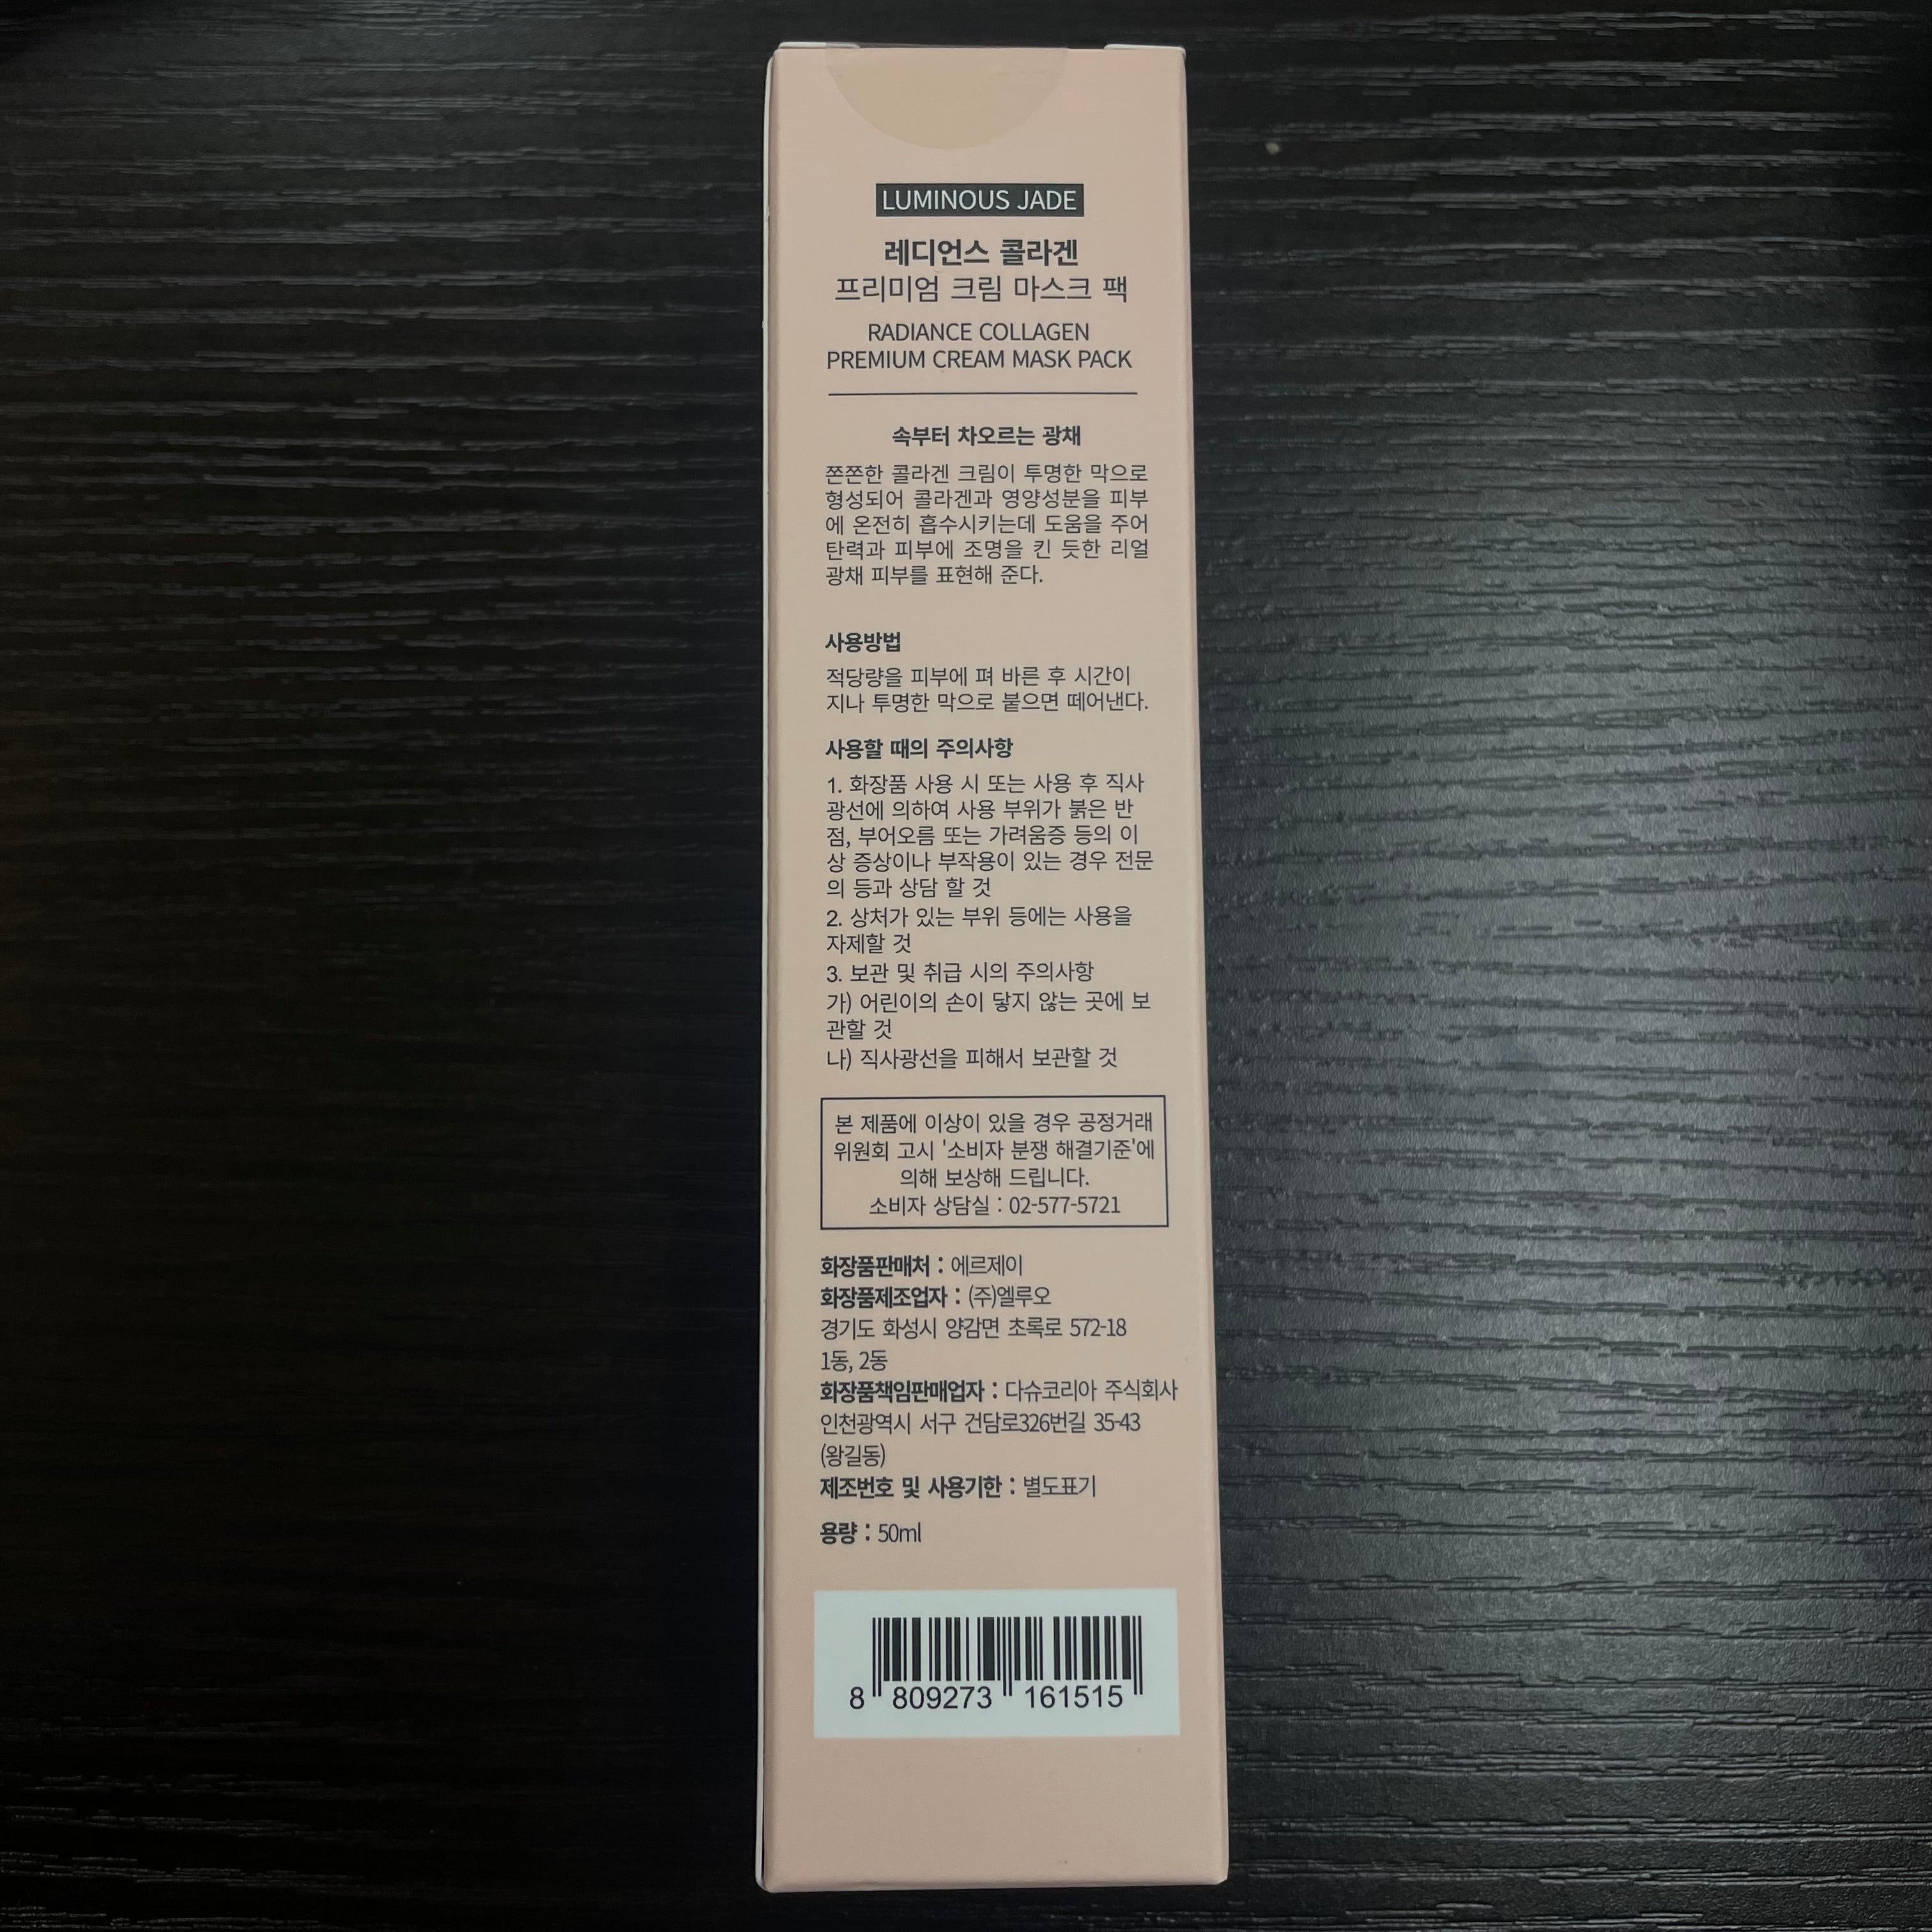 LUMINOUS JADE
레디언스 콜라겐
프리미엄 크림 마스크 팩
RADIANCE COLLAGEN
PREMIUM CREAM MASK PACK
속부터 차오르는 광채
쫀쫀한 콜라겐 크림이 투명한 막으로
형성되어 콜라겐과 영양성분을 피부
에 온전히 흡수시키는데 도움을 주어
탄력과 피부에 조명을 킨 듯한 리얼
광채 피부를 표현해 준다.
사용방법
적당량을 피부에 펴 바른 후 시간이
지나 투명한 막으로 붙으면 떼어낸다.
사용할 때의 주의사항
1. 화장품 사용 시 또는 사용 후 직사
광선에 의하여 사용 부위가 붉은 반
점, 부어오름 또는 가려움증 등의 이
상 증상이나 부작용이 있는 경우 전문
의 등과 상담 할 것
2. 상처가 있는 부위 등에는 사용을
자제할 것
3. 보관 및 취급 시의 주의사항
가) 어린이의 손이 닿지 않는 곳에 보
관할 것
나) 직사광선을 피해서 보관할 것
본 제품에 이상이 있을 경우 공정거래
위원회 고시 '소비자 분쟁 해결기준'에
의해 보상해 드립니다.
소비자 상담실 : 02-577-5721
화장품판매처 : 에르제이
화장품제조업자 : (주)엘루오
경기도 화성시 양감면 초록로 572-18
1동, 2동
화장품책임판매업자 : 다슈코리아 주식회사
인천광역시 서구 건담로326번길 35-43
(왕길동)
제조번호 및 사용기한 : 별도표기
용량 : 50ml
8 809273 161515